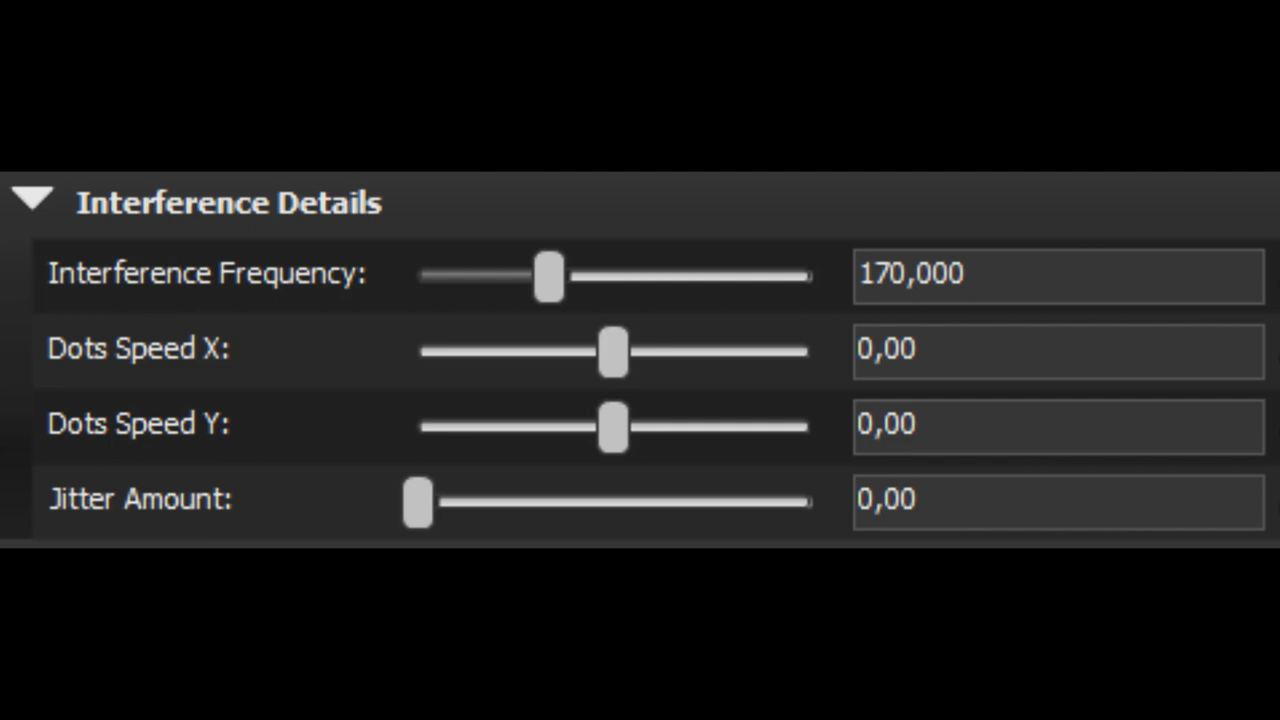 Interference Details
Interference Frequency: 170,000
Dots Speed X: 0,00
Dots Speed Y: 0,00
Jitter Amount: 0,00